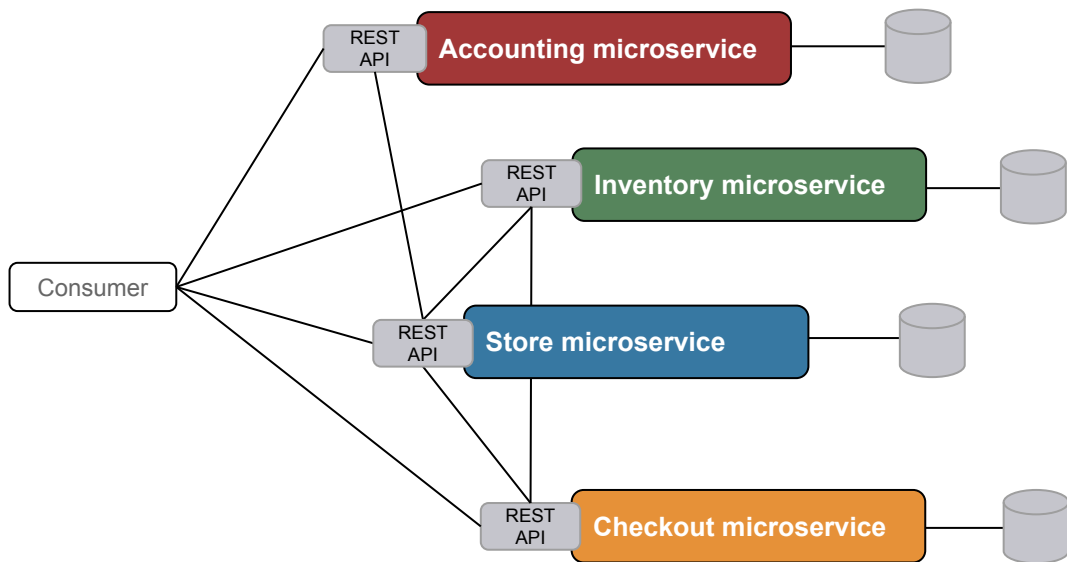 REST
API
Accounting microservice
REST
API
Inventory microservice
Consumer
REST
API
Store microservice
REST
API
Checkout microservice